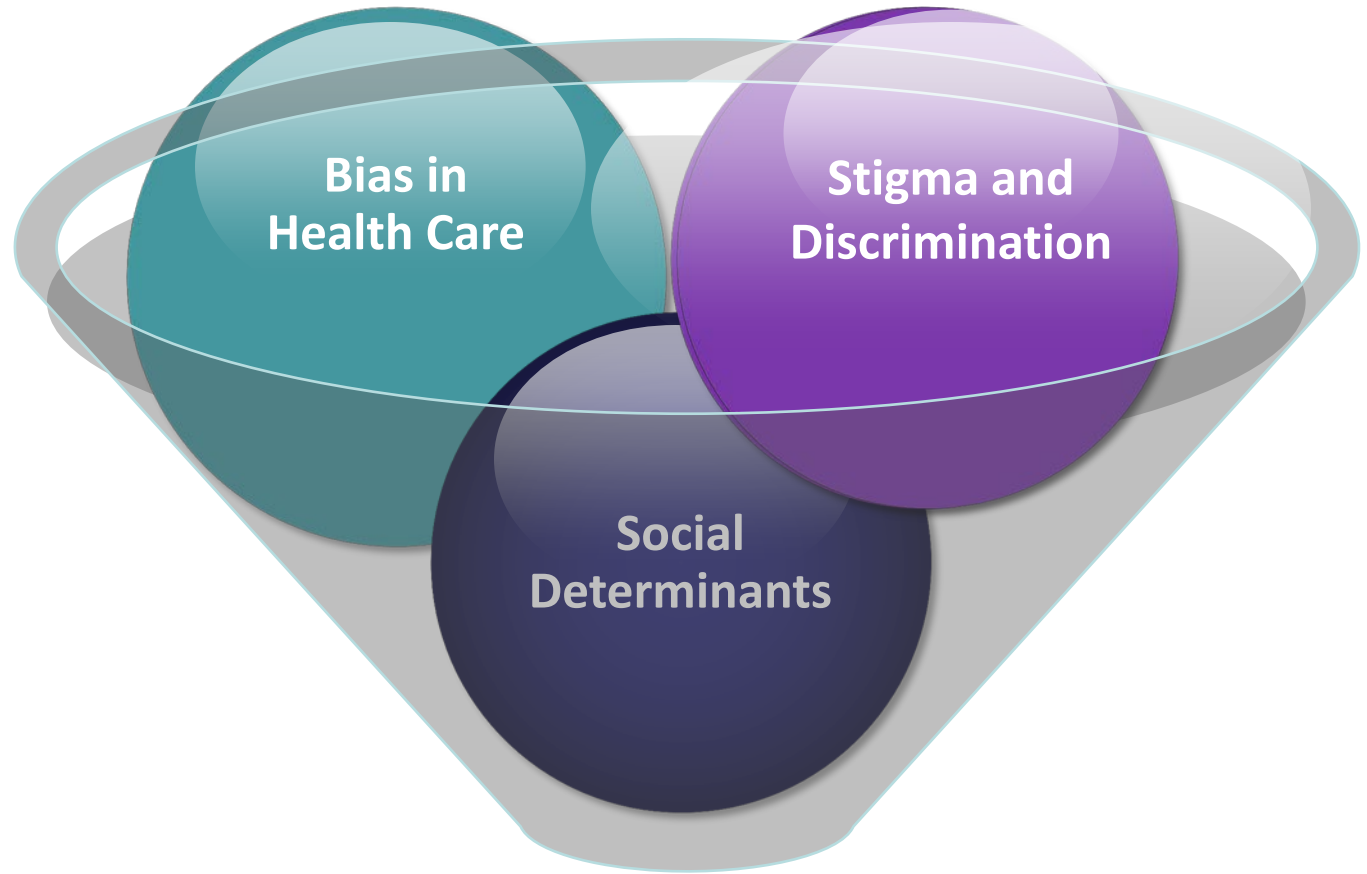 Bias in
Health Care
Stigma and
Discrimination
Social
Determinants